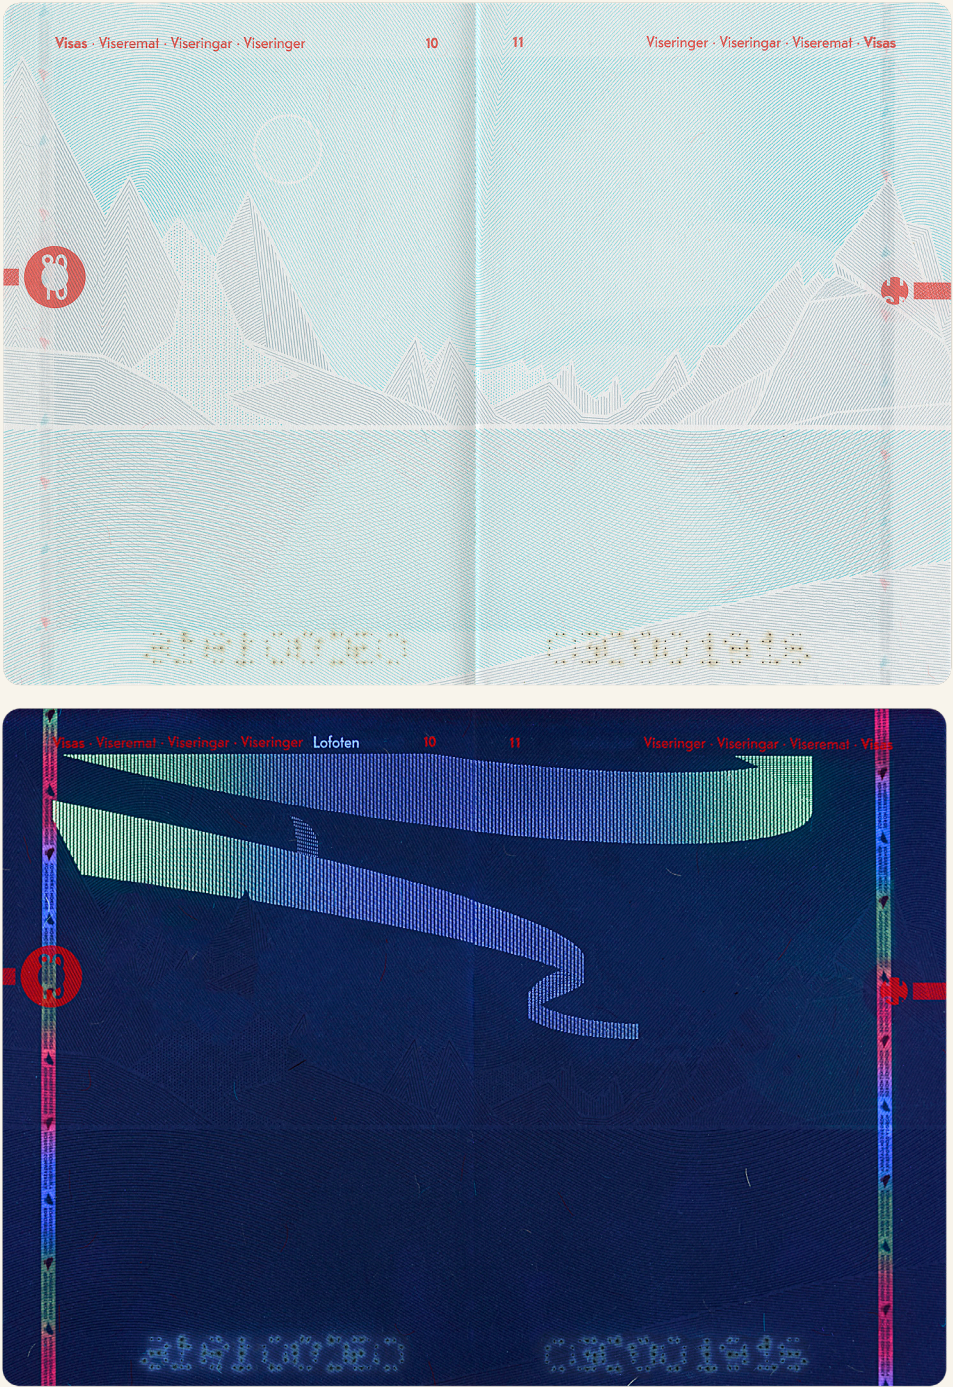 Visas · Viseremat · Viseringar · Viseringer 10
11 Viseringer · Viseringar · Viseremat · Visas
Visas · Viseremat · Viseringar · Viseringer Lofoten 10
11 Viseringer · Viseringar · Viseremat · Visas